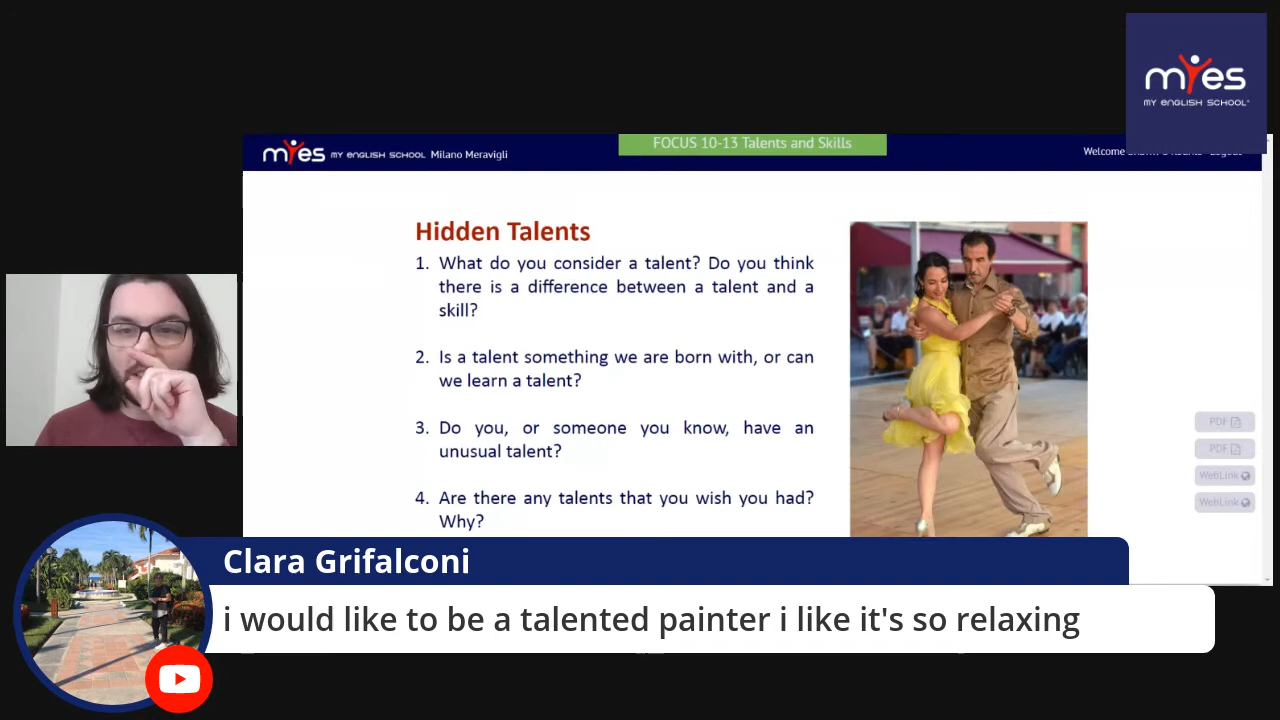 myes
MY ENGLISH SCHOOL®
myes MY ENGLISH SCHOOL Milano Meravigli
FOCUS 10-13 Talents and Skills
Welcome
Hidden Talents
1. What do you consider a talent? Do you think
there is a difference between a talent and a
skill?
2. Is a talent something we are born with, or can
we learn a talent?
3. Do you, or someone you know, have an
unusual talent?
4. Are there any talents that you wish you had?
Why?
PDF
PDF
WebLink
WebLink
Clara Grifalconi
i would like to be a talented painter i like it's so relaxing